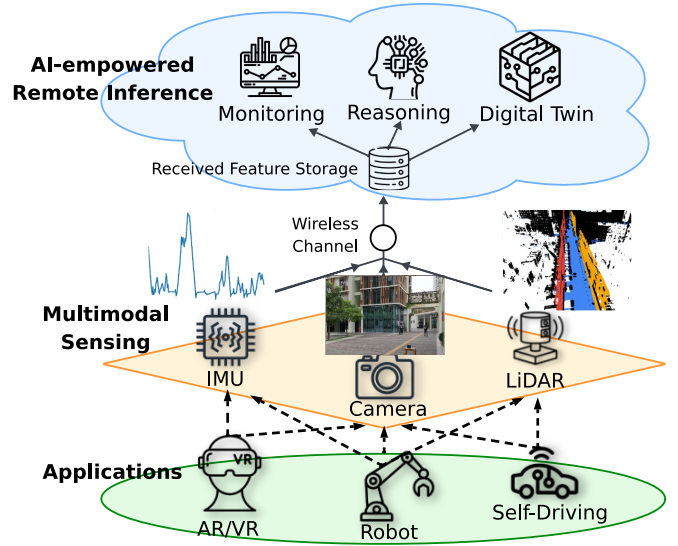 AI-empowered
Remote Inference
Monitoring
Reasoning
Digital Twin
Received Feature Storage
Wireless
Channel
Multimodal
Sensing
IMU
Camera
LiDAR
Applications
VR
AR/VR
Robot
Self-Driving